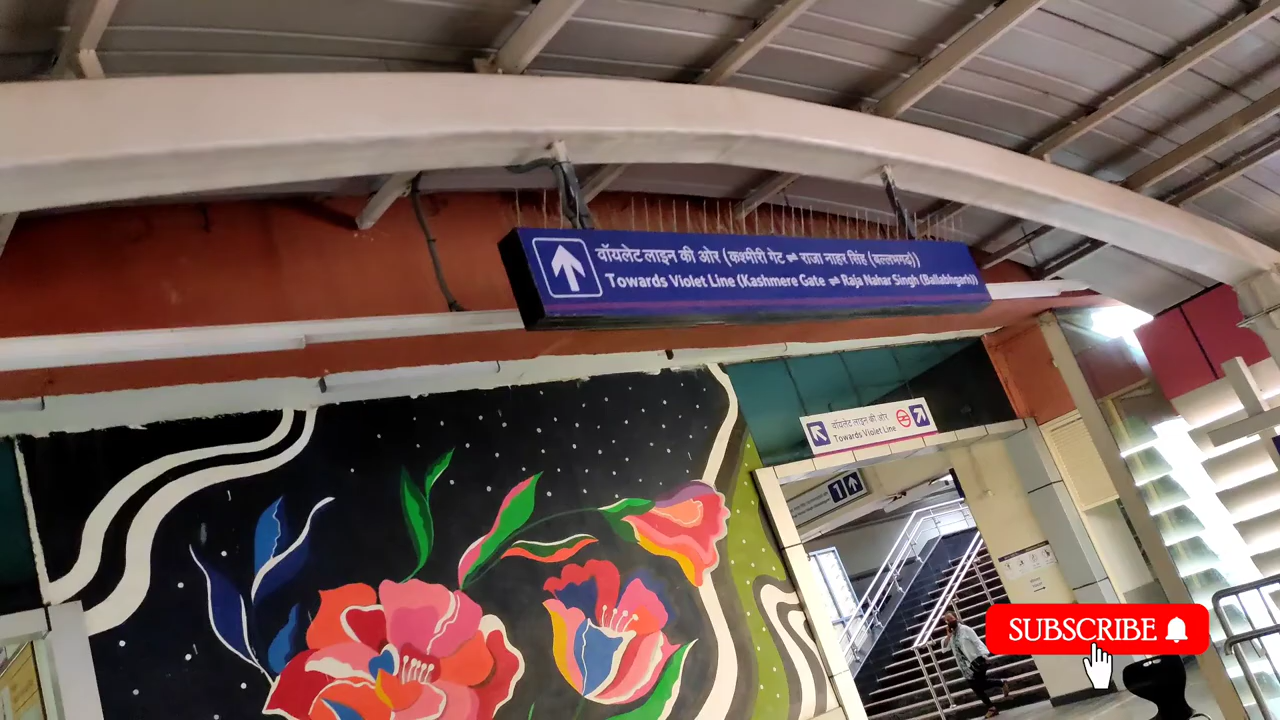 वॉयलेट लाइन की ओर (कश्मीरी गेट ⇌ राजा नाहर सिंह (बल्लभगढ़))
Towards Violet Line (Kashmere Gate ⇌ Raja Nahar Singh (Ballabhgarh))
वॉयलेट लाइन की ओर
Towards Violet Line
1
SUBSCRIBE